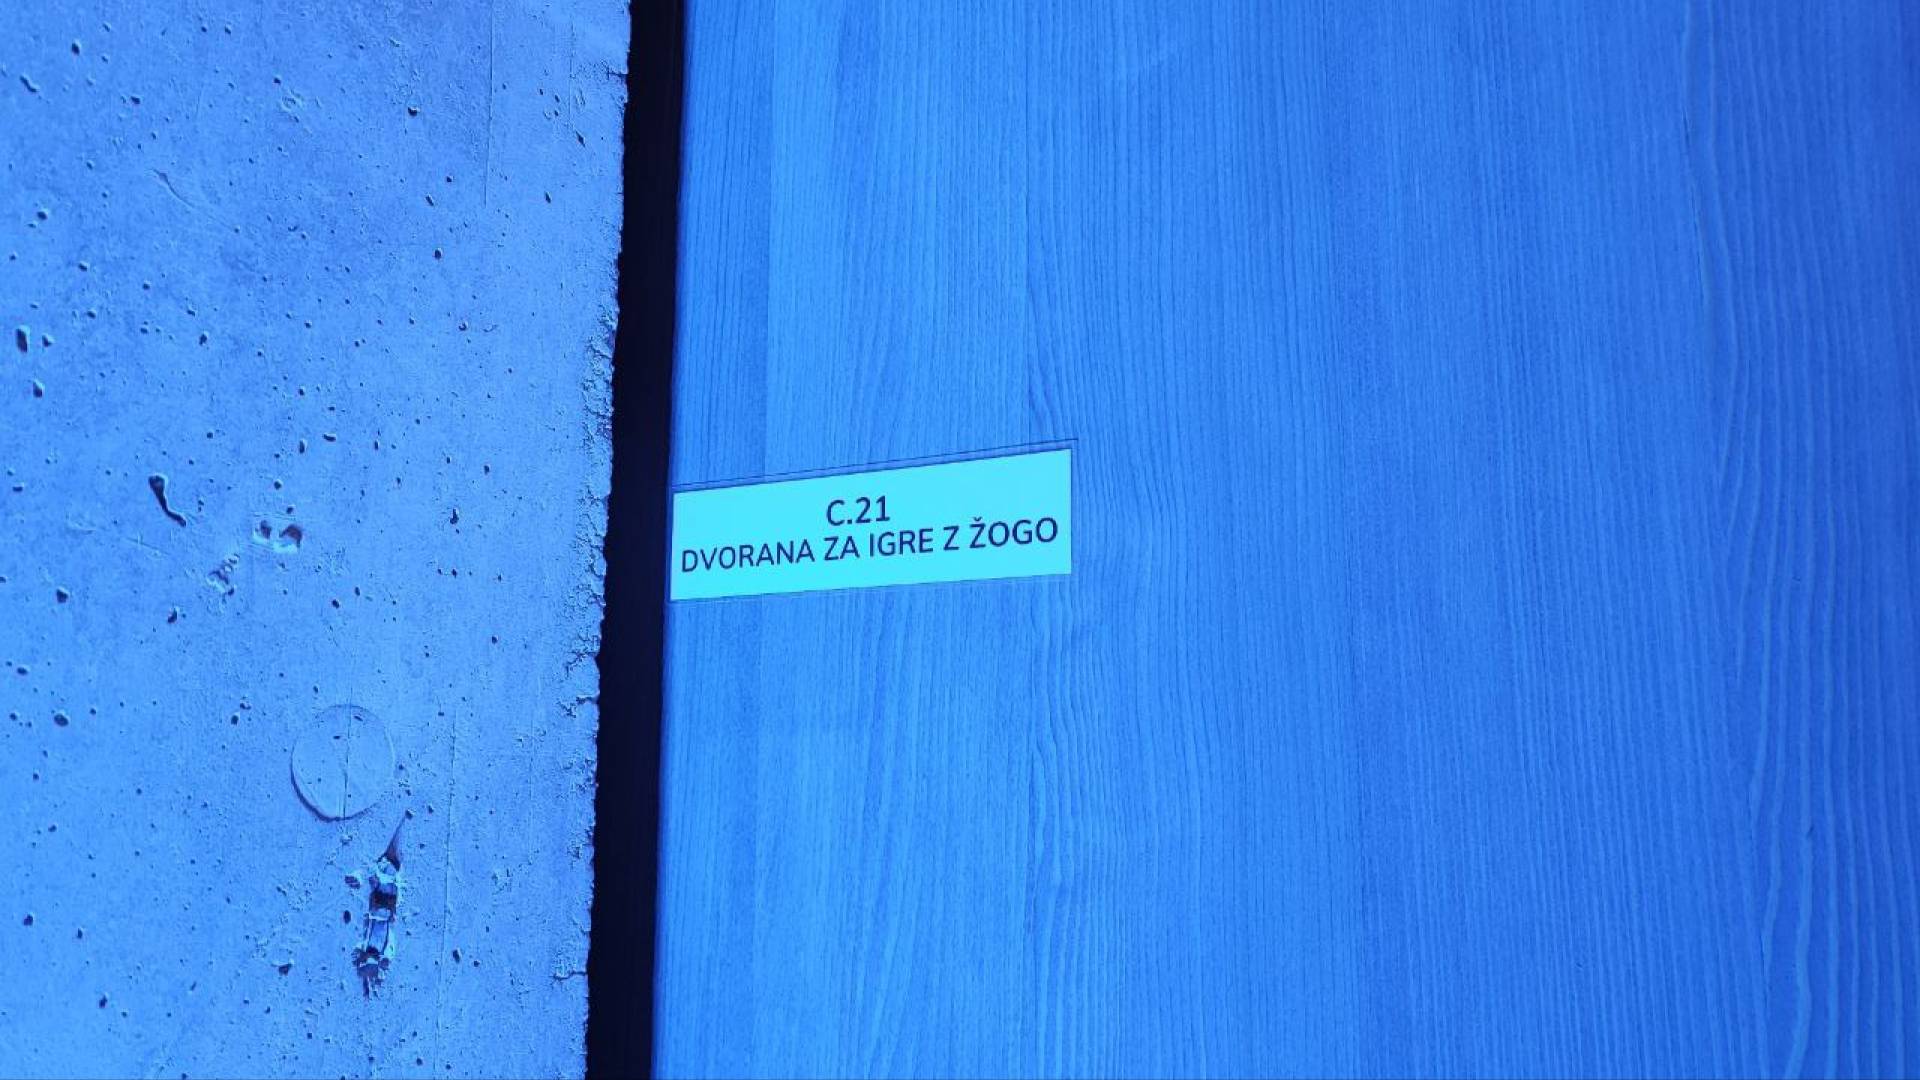 C.21
DVORANA ZA IGRE Z ŽOGO